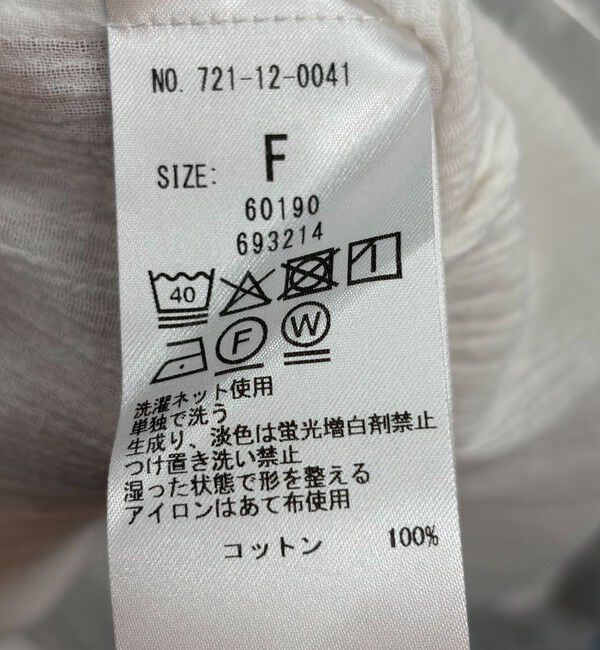 NO. 721-12-0041
SIZE: F
60190
693214
40
F W
洗濯ネット使用
単独で洗う
生成り、淡色は蛍光増白剤禁止
つけ置き洗い禁止
湿った状態で形を整える
アイロンはあて布使用
コットン 100%